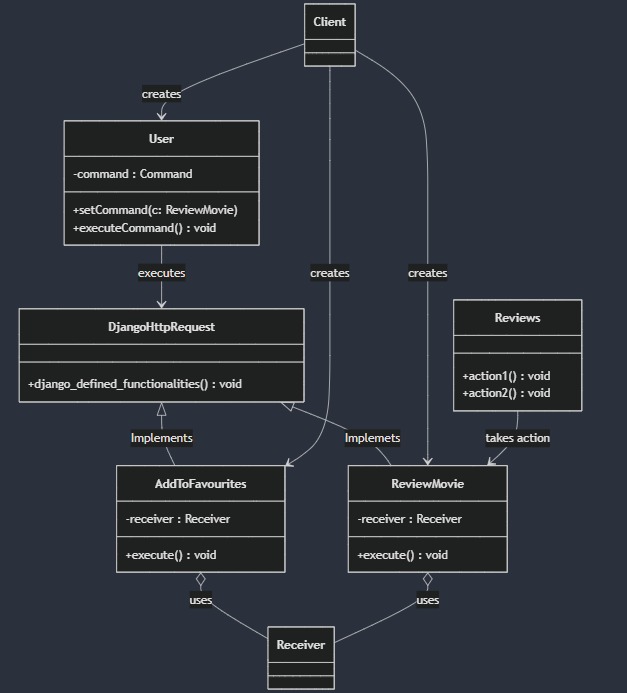 Client
creates
User
-command : Command
+setCommand(c: ReviewMovie)
+executeCommand() : void
executes
creates
creates
DjangoHttpRequest
+django_defined_functionalities() : void
Reviews
+action1() : void
+action2() : void
Implements
Implemets
takes action
AddToFavourites
-receiver : Receiver
+execute() : void
ReviewMovie
-receiver : Receiver
+execute() : void
uses
uses
Receiver